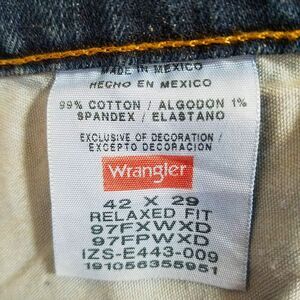 MADE IN MEXICO
HECHO EN MEXICO
99% COTTON / ALGODON 1%
SPANDEX / ELASTANO
EXCLUSIVE OF DECORATION /
EXCEPTO DECORACION
Wrangler
42 X 29
RELAXED FIT
97FXWXD
97FPWXD
IZS-E443-009
191056355951